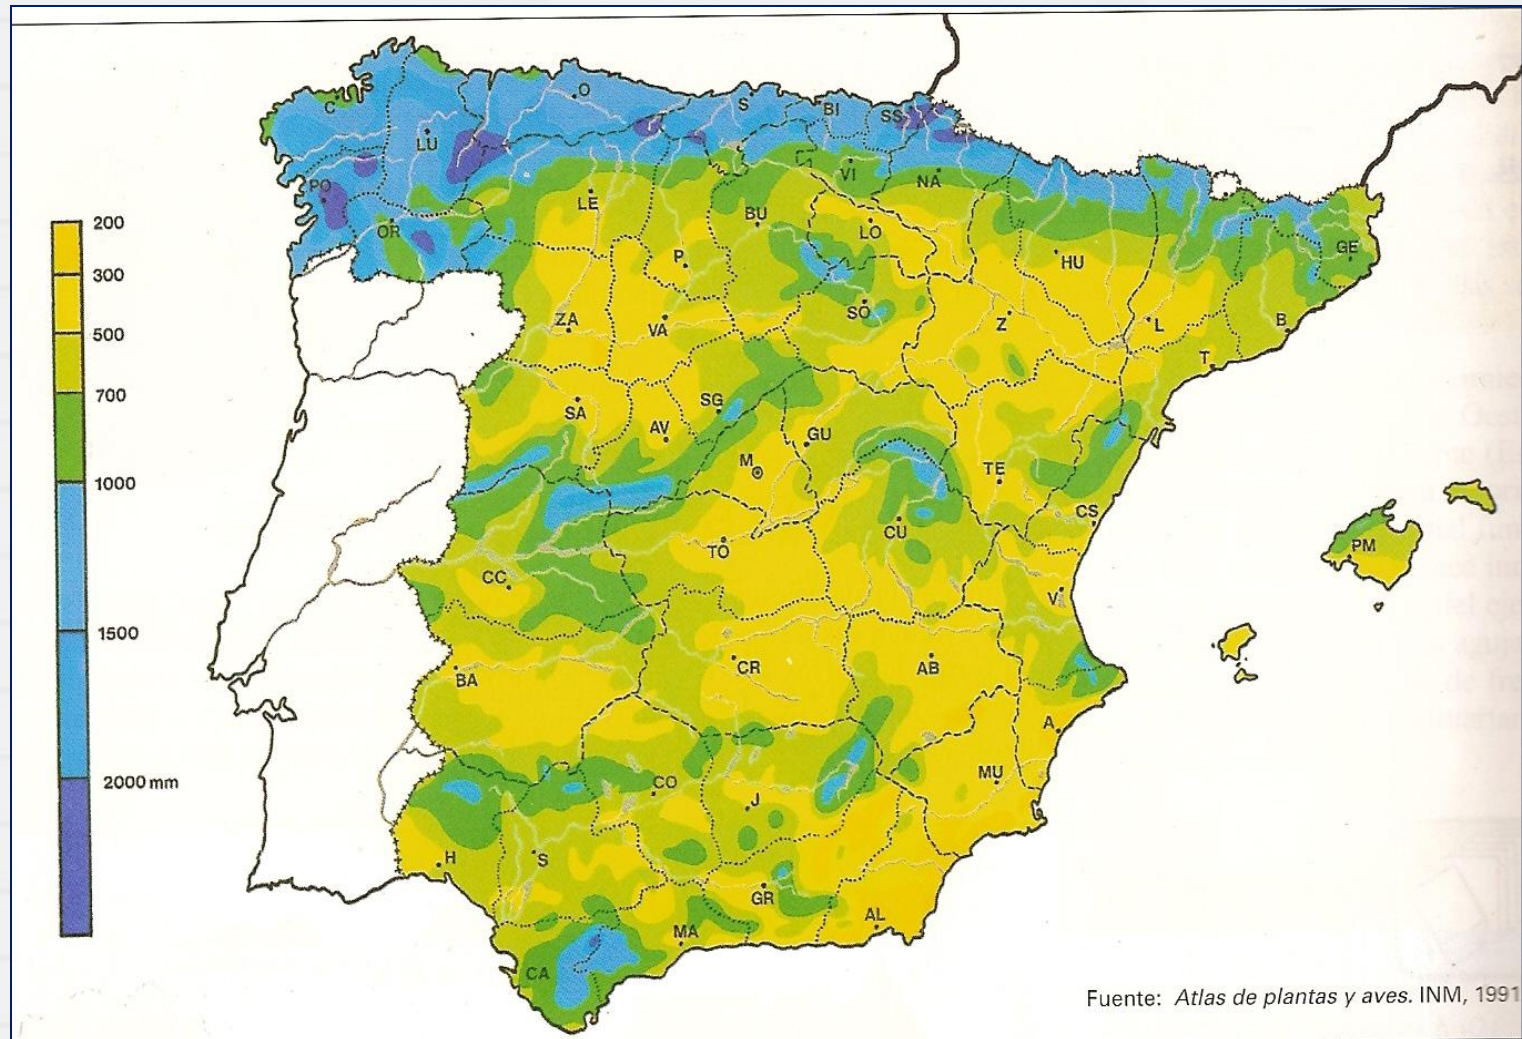 C
LU
O
S
BI
SS
PO
OR
LE
BU
VI
NA
LO
P
HU
GE
ZA
VA
SO
Z
L
B
T
SA
AV
SG
GU
M
TE
CS
TO
CU
CC
V
PM
BA
CR
AB
A
CO
J
MU
H
S
GR
AL
MA
CA
200
300
500
700
1000
1500
2000 mm
Fuente: Atlas de plantas y aves. INM, 1991